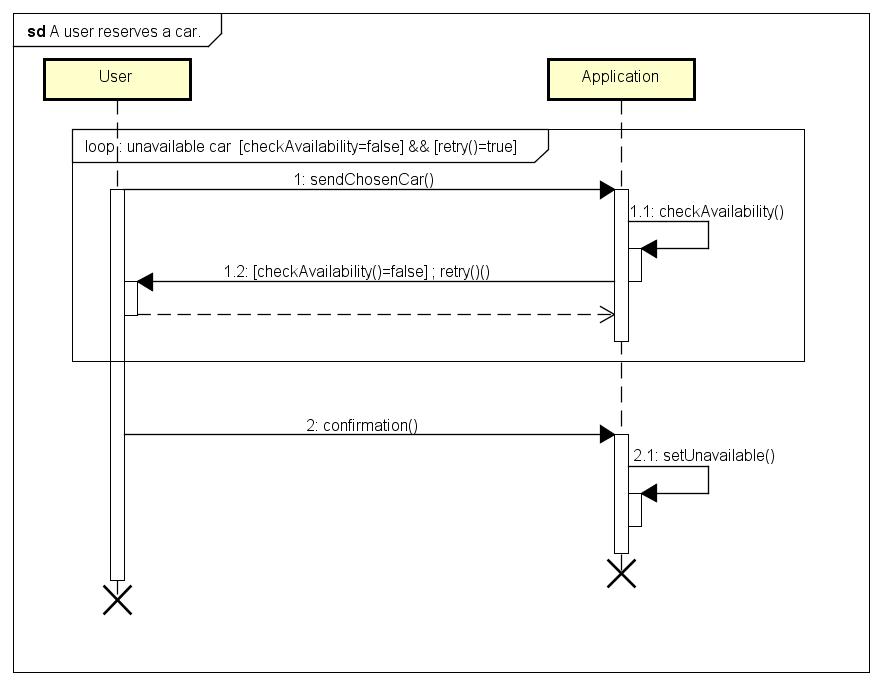 sd A user reserves a car.
User
Application
loop : unavailable car [checkAvailability=false] && [retry()=true]
1: sendChosenCar()
1.1: checkAvailability()
1.2: [checkAvailability()=false] ; retry()()
2: confirmation()
2.1: setUnavailable()